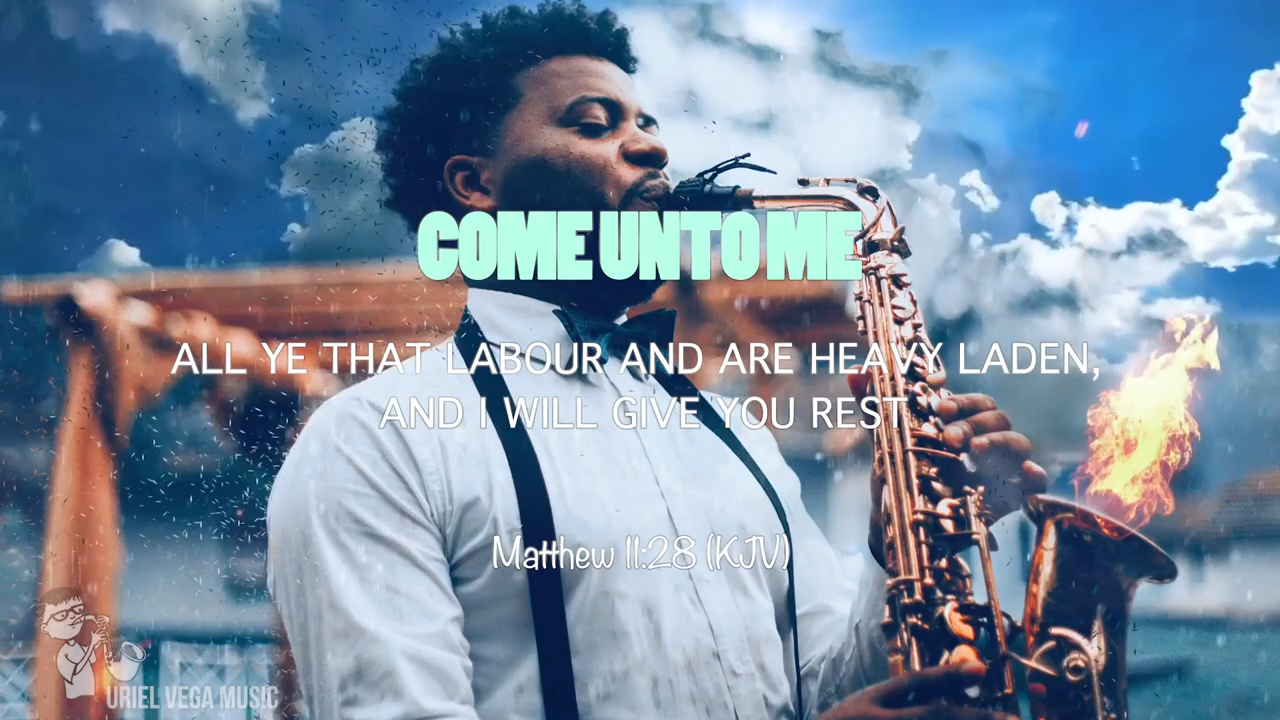 COME UNTO ME
ALL YE THAT LABOUR AND ARE HEAVY LADEN,
AND I WILL GIVE YOU REST
Matthew 11:28 (KJV)
URIEL VEGA MUSIC